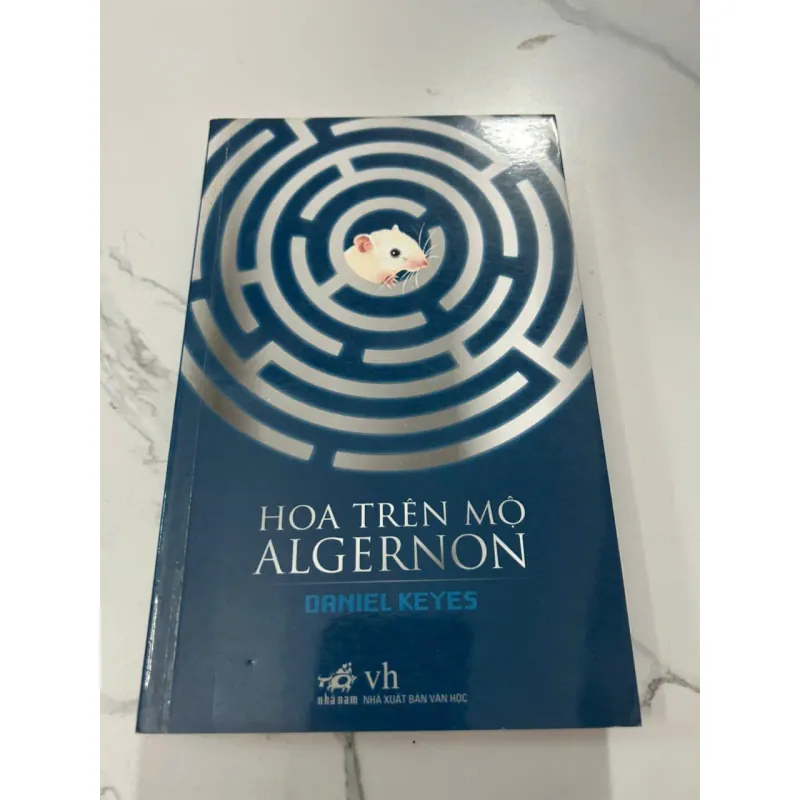 HOA TRÊN MỘ
ALGERNON
DANIEL KEYES
nhã nam
vh
NHÀ XUẤT BẢN VĂN HỌC